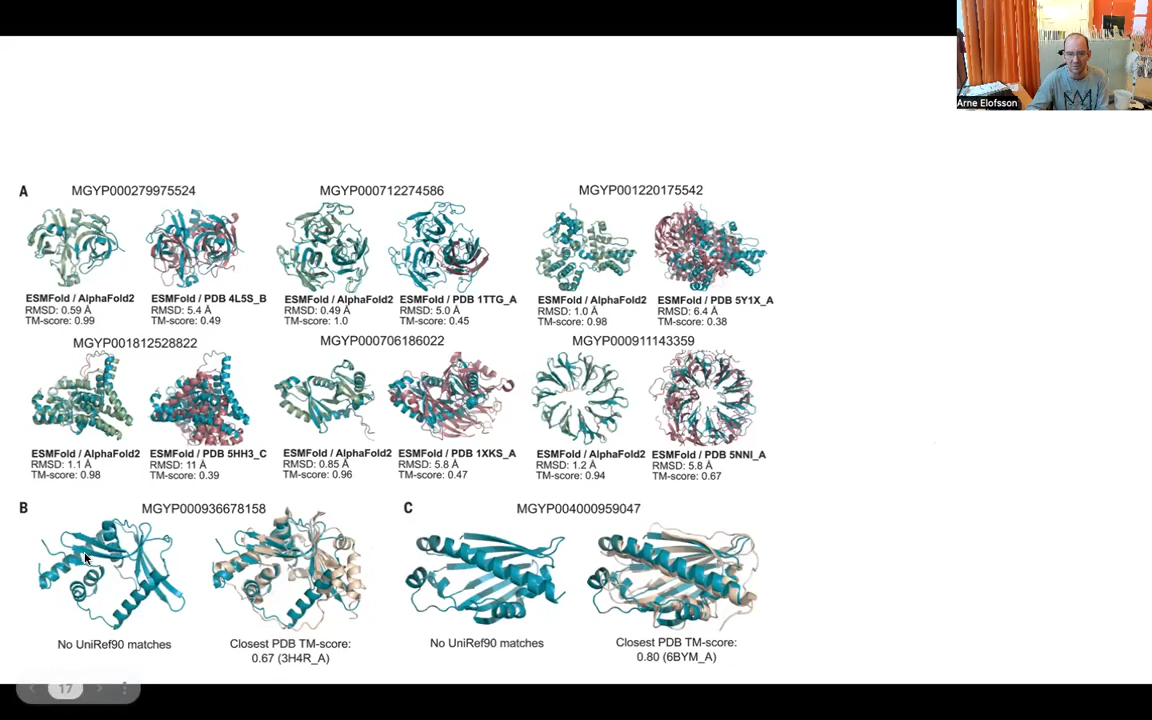 Arne Elofsson
A
MGYP000279975524
MGYP000712274586
MGYP001220175542
ESMFold / AlphaFold2
RMSD: 0.59 Å
TM-score: 0.99
ESMFold / PDB 4L5S_B
RMSD: 5.4 Å
TM-score: 0.49
ESMFold / AlphaFold2
RMSD: 0.49 Å
TM-score: 1.0
ESMFold / PDB 1TTG_A
RMSD: 5.0 Å
TM-score: 0.45
ESMFold / AlphaFold2
RMSD: 1.0 Å
TM-score: 0.98
ESMFold / PDB 5Y1X_A
RMSD: 6.4 Å
TM-score: 0.38
MGYP001812528822
MGYP000706186022
MGYP000911143359
ESMFold / AlphaFold2
RMSD: 1.1 Å
TM-score: 0.98
ESMFold / PDB 5HH3_C
RMSD: 11 Å
TM-score: 0.39
ESMFold / AlphaFold2
RMSD: 0.85 Å
TM-score: 0.96
ESMFold / PDB 1XKS_A
RMSD: 5.8 Å
TM-score: 0.47
ESMFold / AlphaFold2
RMSD: 1.2 Å
TM-score: 0.94
ESMFold / PDB 5NNI_A
RMSD: 5.8 Å
TM-score: 0.67
B
MGYP000936678158
No UniRef90 matches
Closest PDB TM-score:
0.67 (3H4R_A)
C
MGYP004000959047
No UniRef90 matches
Closest PDB TM-score:
0.80 (6BYM_A)
17